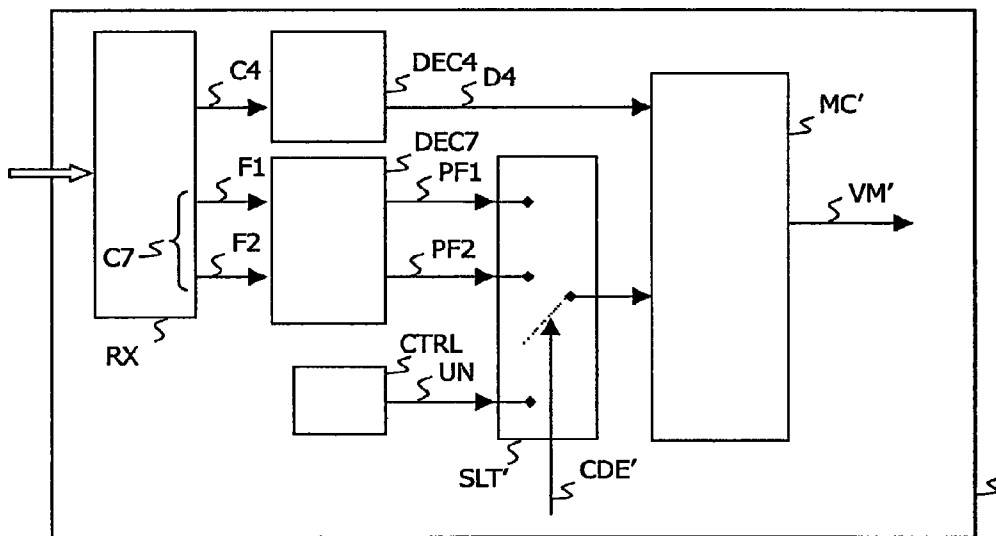 C4
DEC4
D4
MC'
DEC7
F1
PF1
VM'
C7
F2
PF2
RX
CTRL
UN
SLT'
CDE'